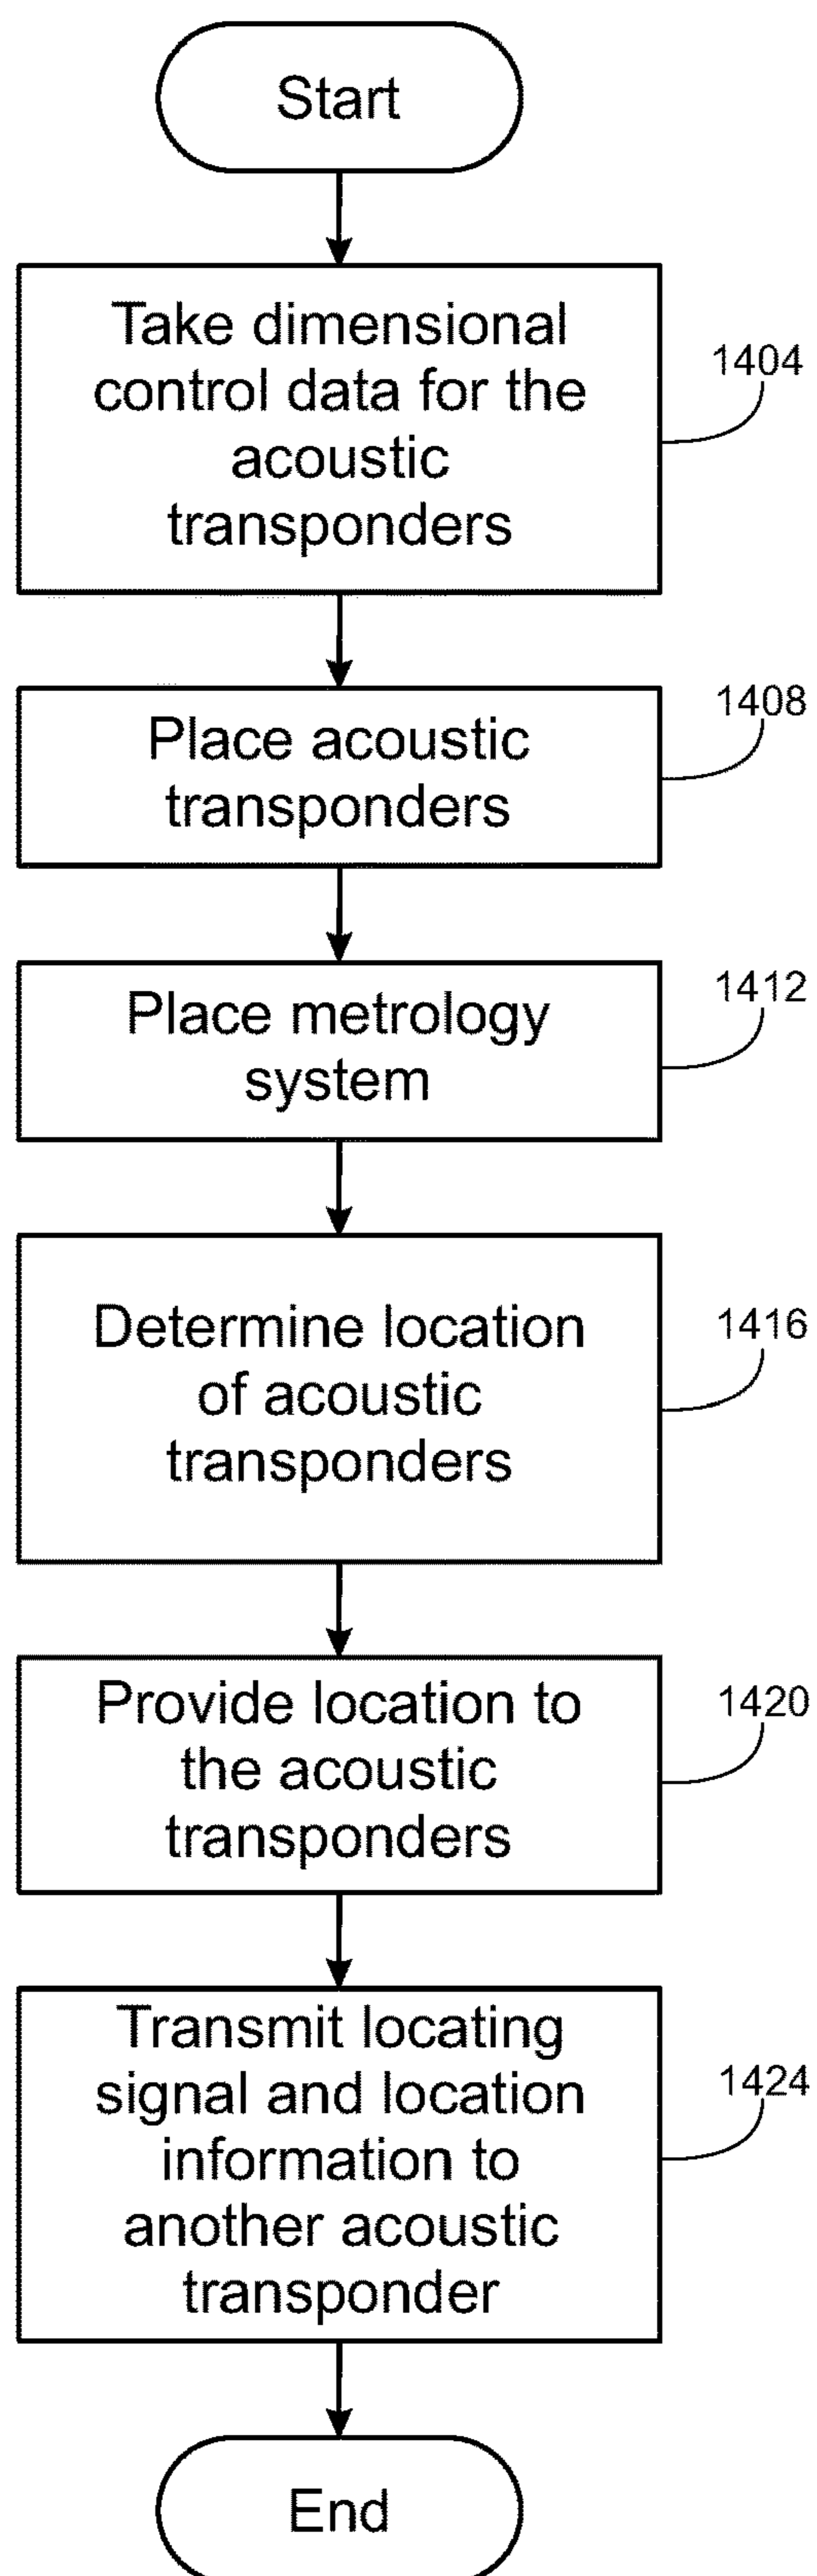 Start
Take dimensional
control data for the
acoustic
transponders
1404
Place acoustic
transponders
1408
Place metrology
system
1412
Determine location
of acoustic
transponders
1416
Provide location to
the acoustic
transponders
1420
Transmit locating
signal and location
information to
another acoustic
transponder
1424
End